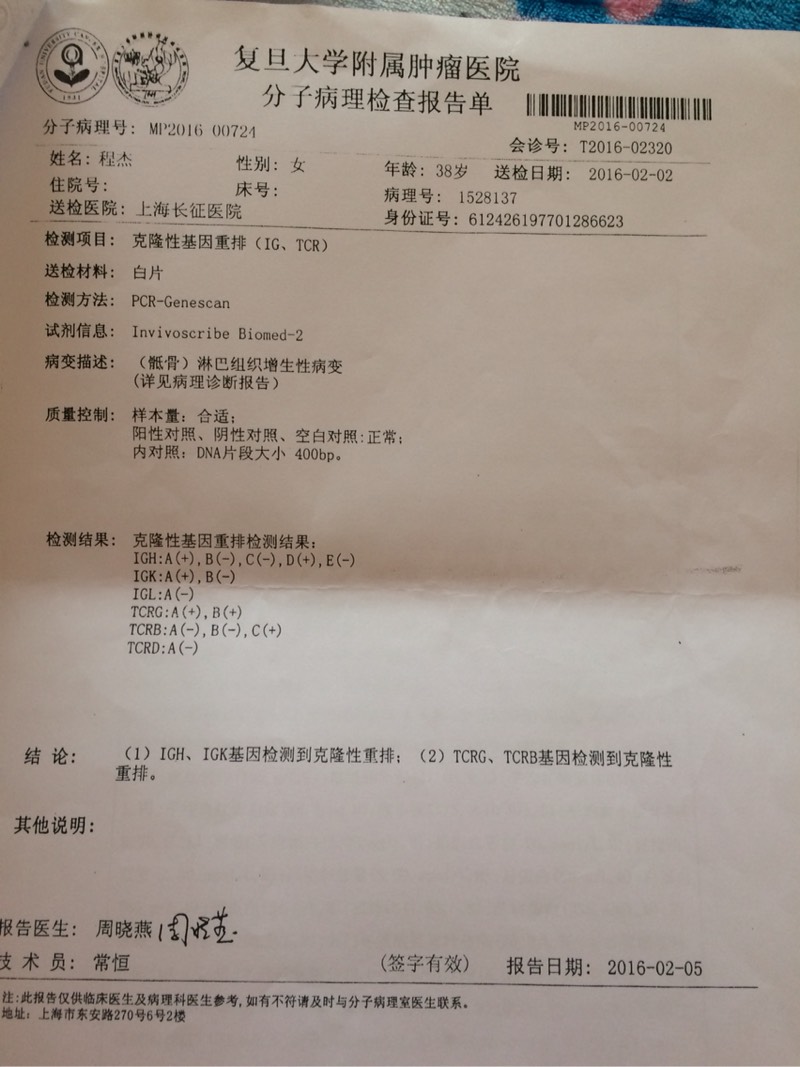 复旦大学附属肿瘤医院
分子病理检查报告单
MP2016-00724
分子病理号: MP2016 00724
会诊号: T2016-02320
姓名: 程杰 性别: 女 年龄: 38岁 送检日期: 2016-02-02
住院号: 床号: 病理号: 1528137
送检医院: 上海长征医院 身份证号: 612426197701286623
检测项目: 克隆性基因重排（IG、TCR）
送检材料: 白片
检测方法: PCR-Genescan
试剂信息: Invivoscribe Biomed-2
病变描述: （骶骨）淋巴组织增生性病变
(详见病理诊断报告)
质量控制: 样本量: 合适;
阳性对照、阴性对照、空白对照:正常;
内对照: DNA片段大小 400bp。
检测结果: 克隆性基因重排检测结果:
IGH:A(+),B(-),C(-),D(+),E(-)
IGK:A(+),B(-)
IGL:A(-)
TCRG:A(+),B(+)
TCRB:A(-),B(-),C(+)
TCRD:A(-)
结 论: （1）IGH、IGK基因检测到克隆性重排;（2）TCRG、TCRB基因检测到克隆性
重排。
其他说明:
报告医生: 周晓燕 周晓燕
技 术 员: 常恒 (签字有效) 报告日期: 2016-02-05
注:此报告仅供临床医生及病理科医生参考,如有不符请及时与分子病理室医生联系。
地址: 上海市东安路270号6号2楼